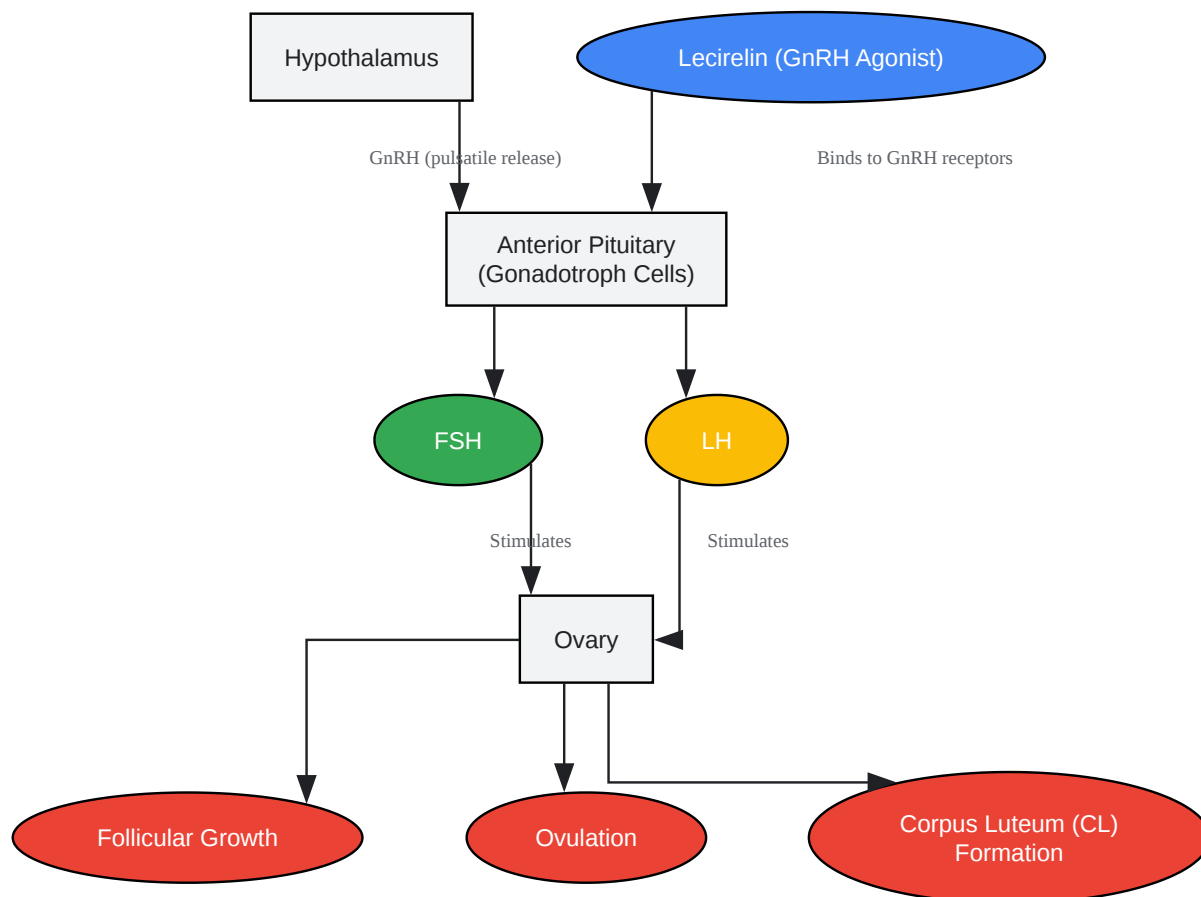 Hypothalamus
Lecirelin (GnRH Agonist)
GnRH (pulsatile release)
Binds to GnRH receptors
Anterior Pituitary
(Gonadotroph Cells)
FSH
LH
Stimulates
Stimulates
Ovary
Follicular Growth
Ovulation
Corpus Luteum (CL)
Formation